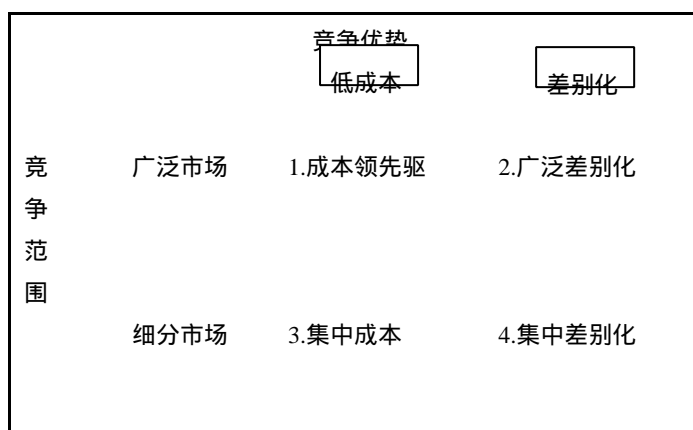 竞争优势
低成本 差别化
竞 广泛市场 1.成本领先驱 2.广泛差别化
争
范
围
细分市场 3.集中成本 4.集中差别化